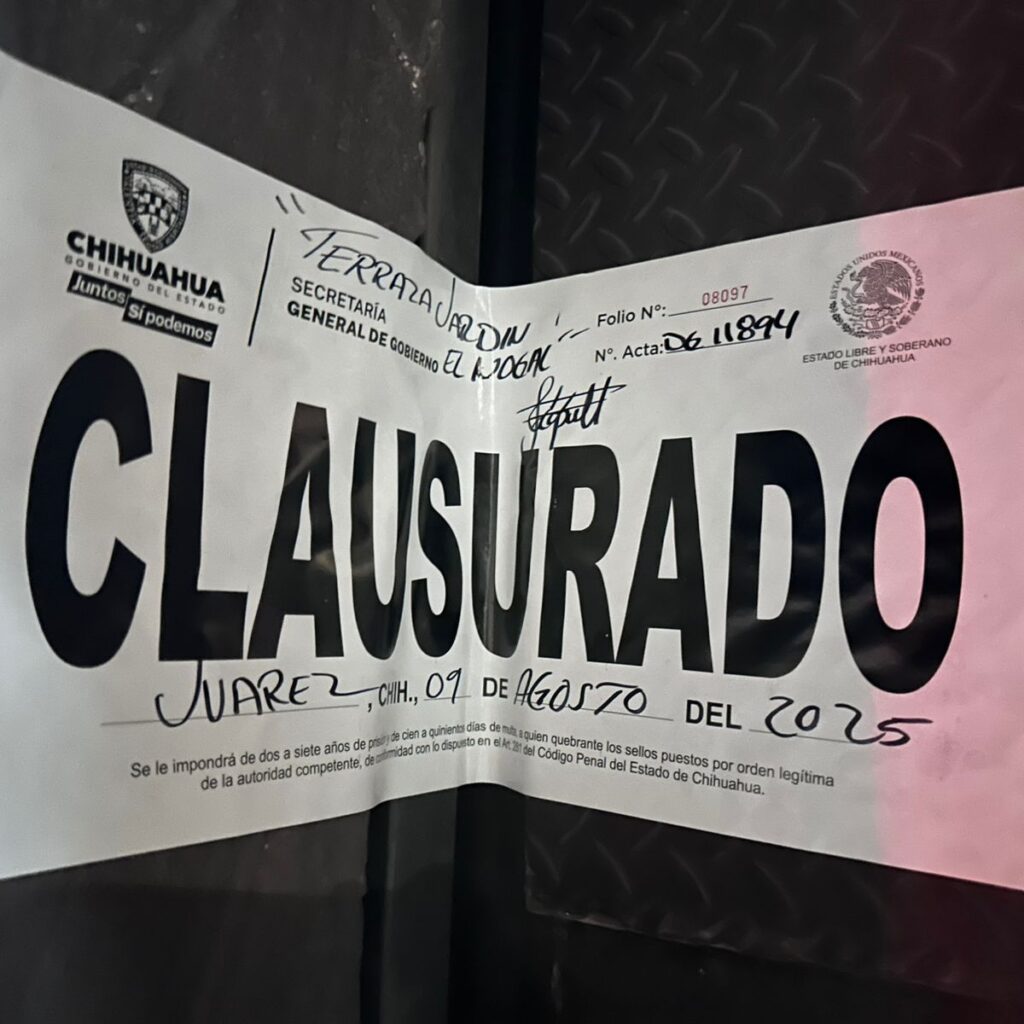 CHIHUAHUA
GOBIERNO DEL ESTADO
Juntos
sí podemos
"TERRAZA JARDIN
EL NOGAL"
SECRETARÍA
GENERAL DE GOBIERNO
Folio Nº: 08097
Nº. Acta: DG 11894
ESTADOS UNIDOS MEXICANOS
ESTADO LIBRE Y SOBERANO
DE CHIHUAHUA
CLAUSURADO
JUAREZ, CHIH., 09 DE AGOSTO DEL 2025
Se le impondrá de dos a siete años de prisión y de cien a quinientos días de multa, a quien quebrante los sellos puestos por orden legítima
de la autoridad competente, de conformidad con lo dispuesto en el Art. 281 del Código Penal del Estado de Chihuahua.